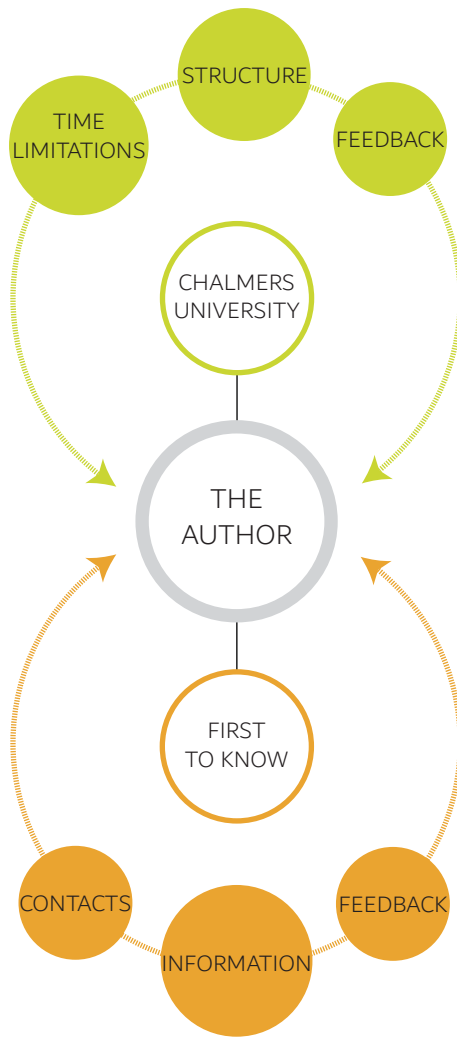 STRUCTURE
TIME
LIMITATIONS
FEEDBACK
CHALMERS
UNIVERSITY
THE
AUTHOR
FIRST
TO KNOW
CONTACTS
FEEDBACK
INFORMATION